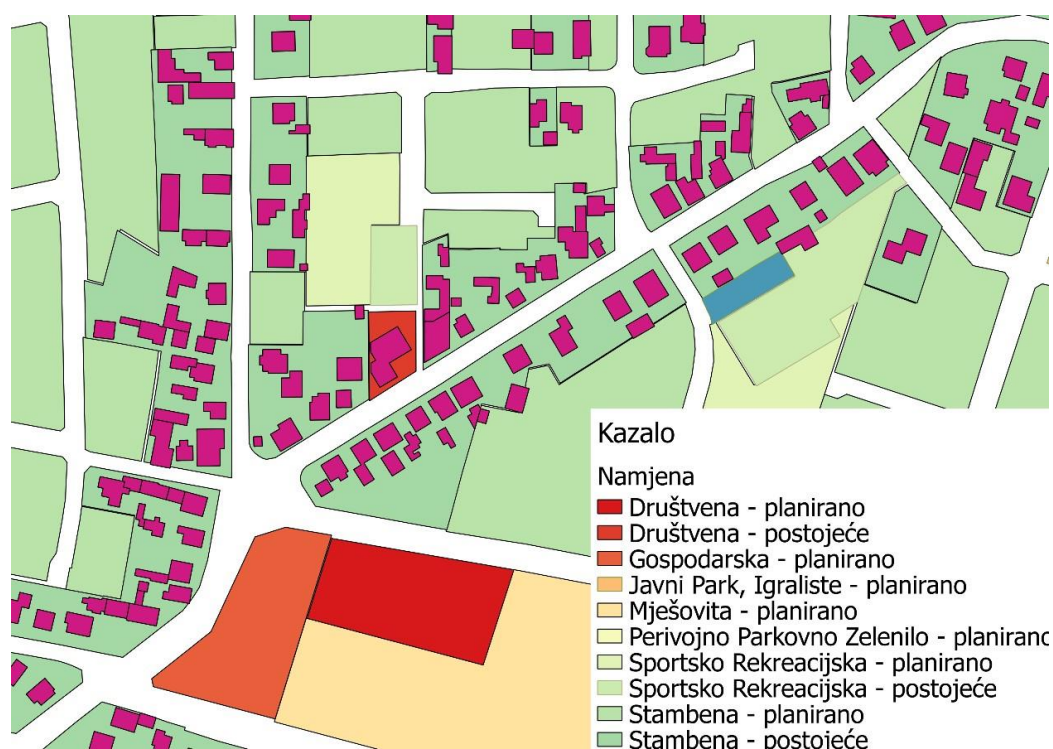 Kazalo
Namjena
Društvena - planirano
Društvena - postojeće
Gospodarska - planirano
Javni Park, Igraliste - planirano
Mješovita - planirano
Perivojno Parkovno Zelenilo - planirano
Sportsko Rekreacijska - planirano
Sportsko Rekreacijska - postojeće
Stambena - planirano
Stambena - postojeće